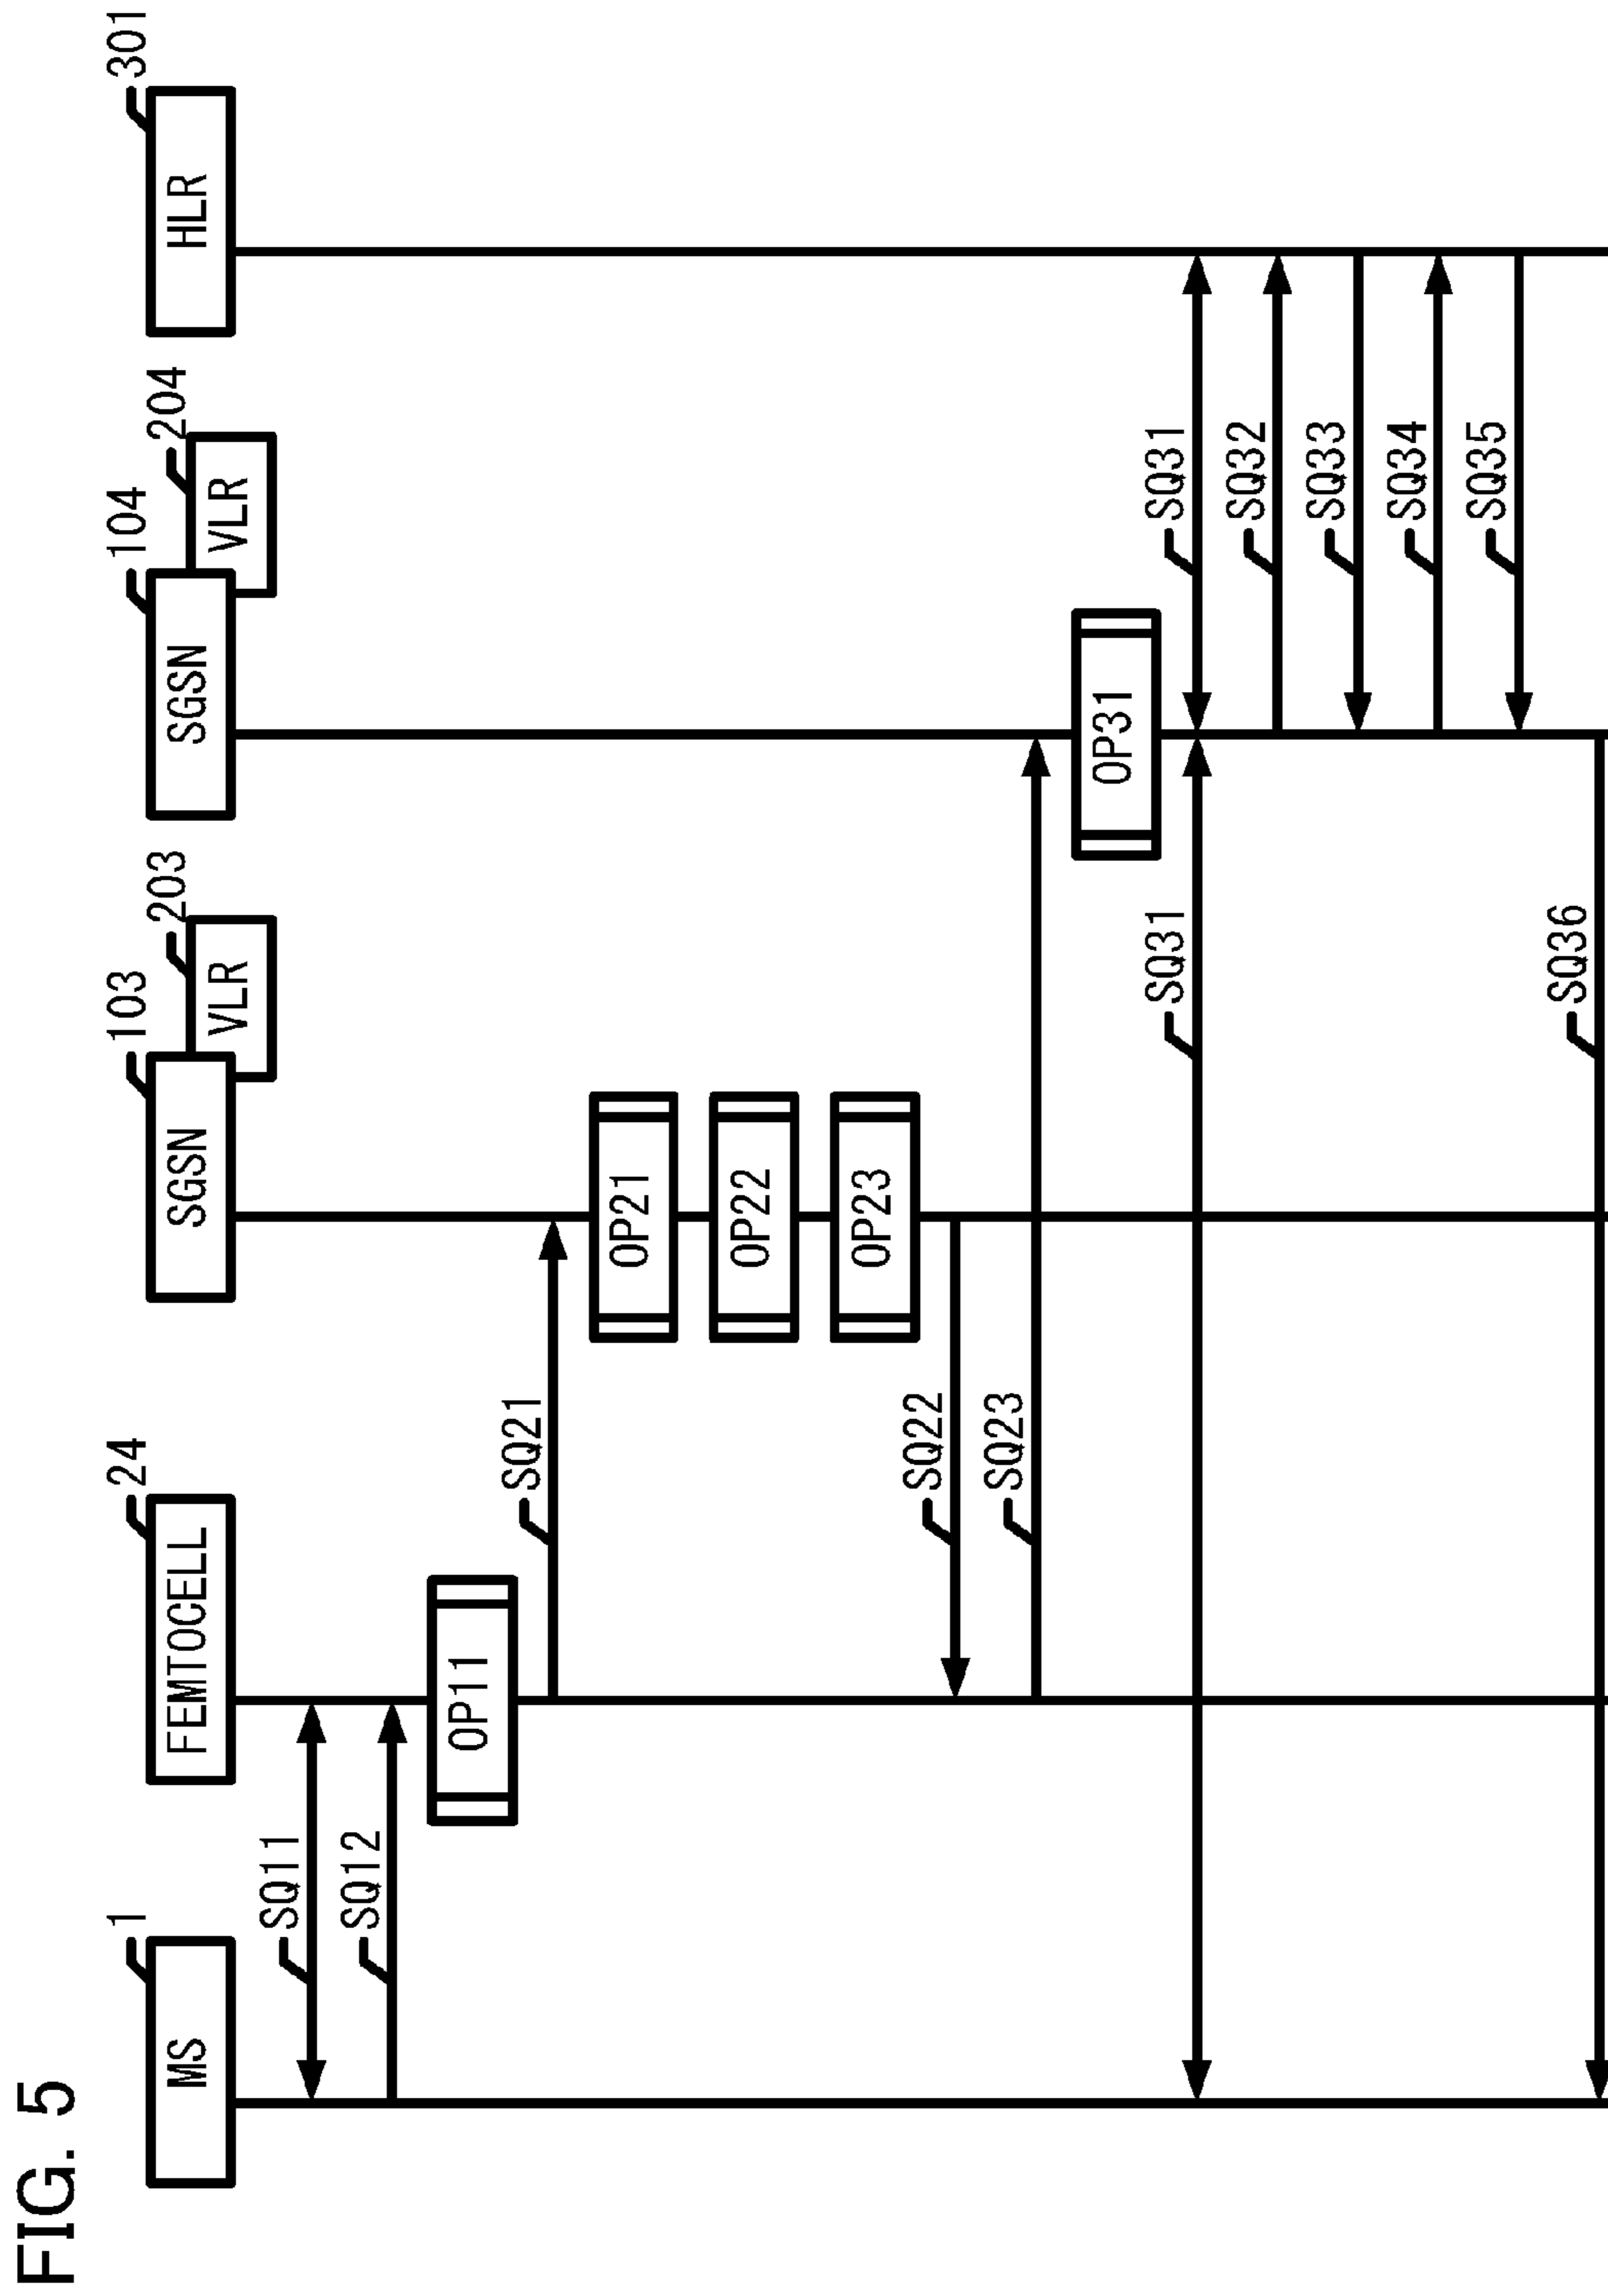 FIG. 5
MS
1
FEMTOCELL
24
SGSN
103
VLR
203
SGSN
104
VLR
204
HLR
301
SQ11
SQ12
OP11
SQ21
OP21
OP22
OP23
SQ22
SQ23
OP31
SQ31
SQ31
SQ32
SQ33
SQ34
SQ35
SQ36